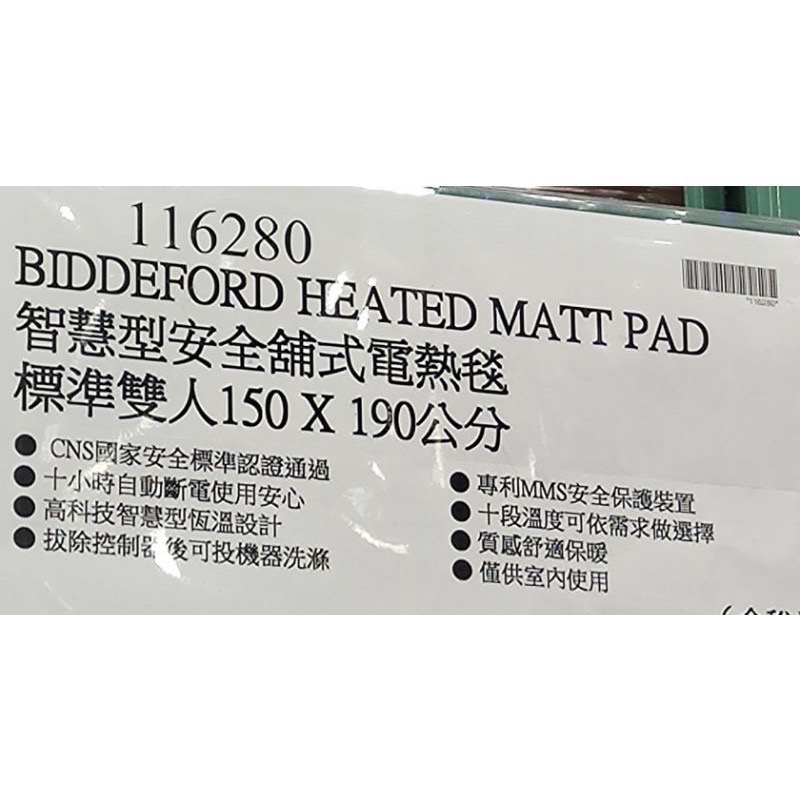 116280
BIDDEFORD HEATED MATT PAD
*116280*
智慧型安全舖式電熱毯
標準雙人150 X 190公分
● CNS國家安全標準認證通過
● 十小時自動斷電使用安心
● 高科技智慧型恆溫設計
● 拔除控制器後可投機器洗滌
● 專利MMS安全保護裝置
● 十段溫度可依需求做選擇
● 質感舒適保暖
● 僅供室內使用